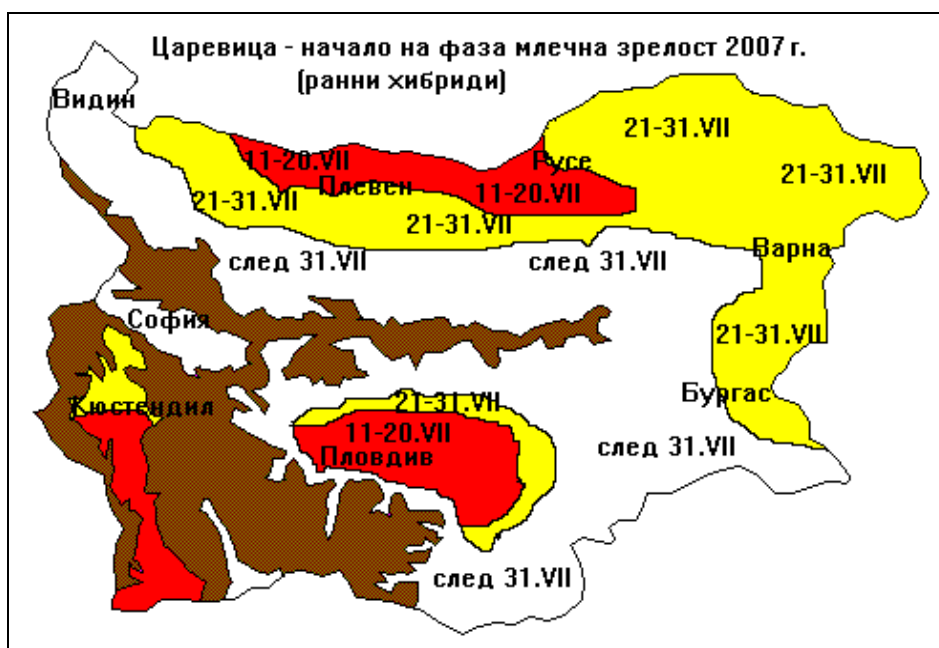 Царевица - начало на фаза млечна зрелост 2007 г.
(ранни хибриди)
Видин
21-31.VII
11-20.VII
Русе
21-31.VII
Плевен
11-20.VII
21-31.VII
21-31.VII
Варна
след 31.VII
след 31.VII
София
21-31.VII
Бургас
21-31.VII
Кюстендил
11-20.VII
след 31.VII
Пловдив
след 31.VII